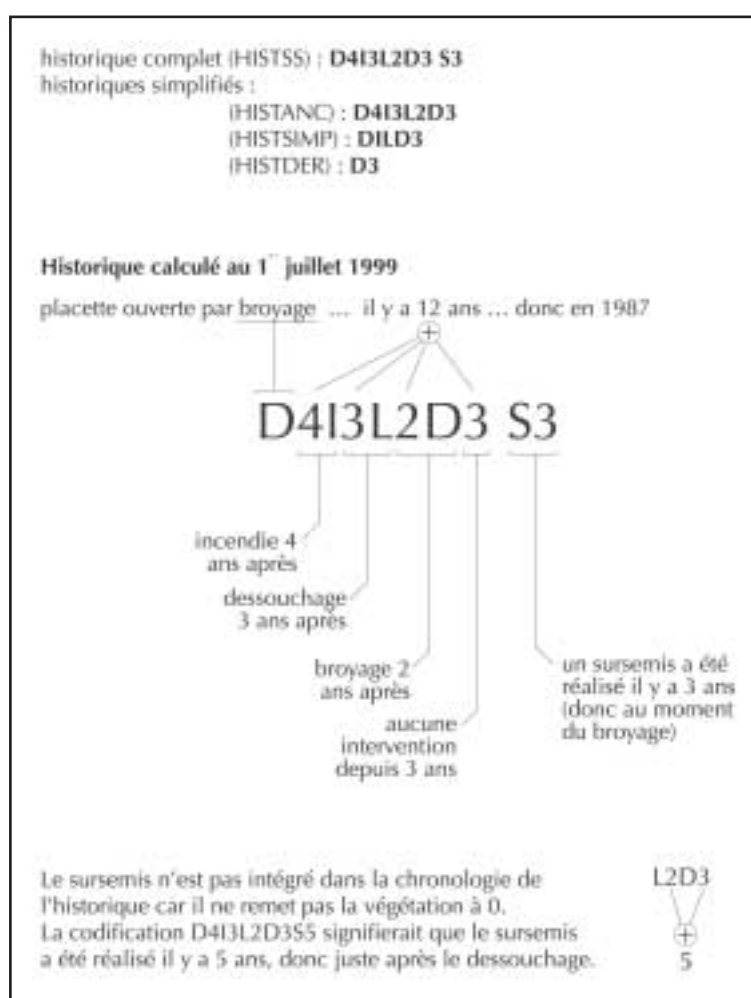 historique complet (HISTSS) : D4I3L2D3 S3
historiques simplifiés :
(HISTANC) : D4I3L2D3
(HISTSIMP) : DILD3
(HISTDER) : D3
Historique calculé au 1er juillet 1999
placette ouverte par broyage ... il y a 12 ans ... donc en 1987
+
D4I3L2D3 S3
incendie 4
ans après
dessouchage
3 ans après
broyage 2
ans après
aucune
intervention
depuis 3 ans
un sursemis a été
réalisé il y a 3 ans
(donc au moment
du broyage)
Le sursemis n'est pas intégré dans la chronologie de
l'historique car il ne remet pas la végétation à 0.
La codification D4I3L2D3S5 signifierait que le sursemis
a été réalisé il y a 5 ans, donc juste après le dessouchage.
L2D3
+
5